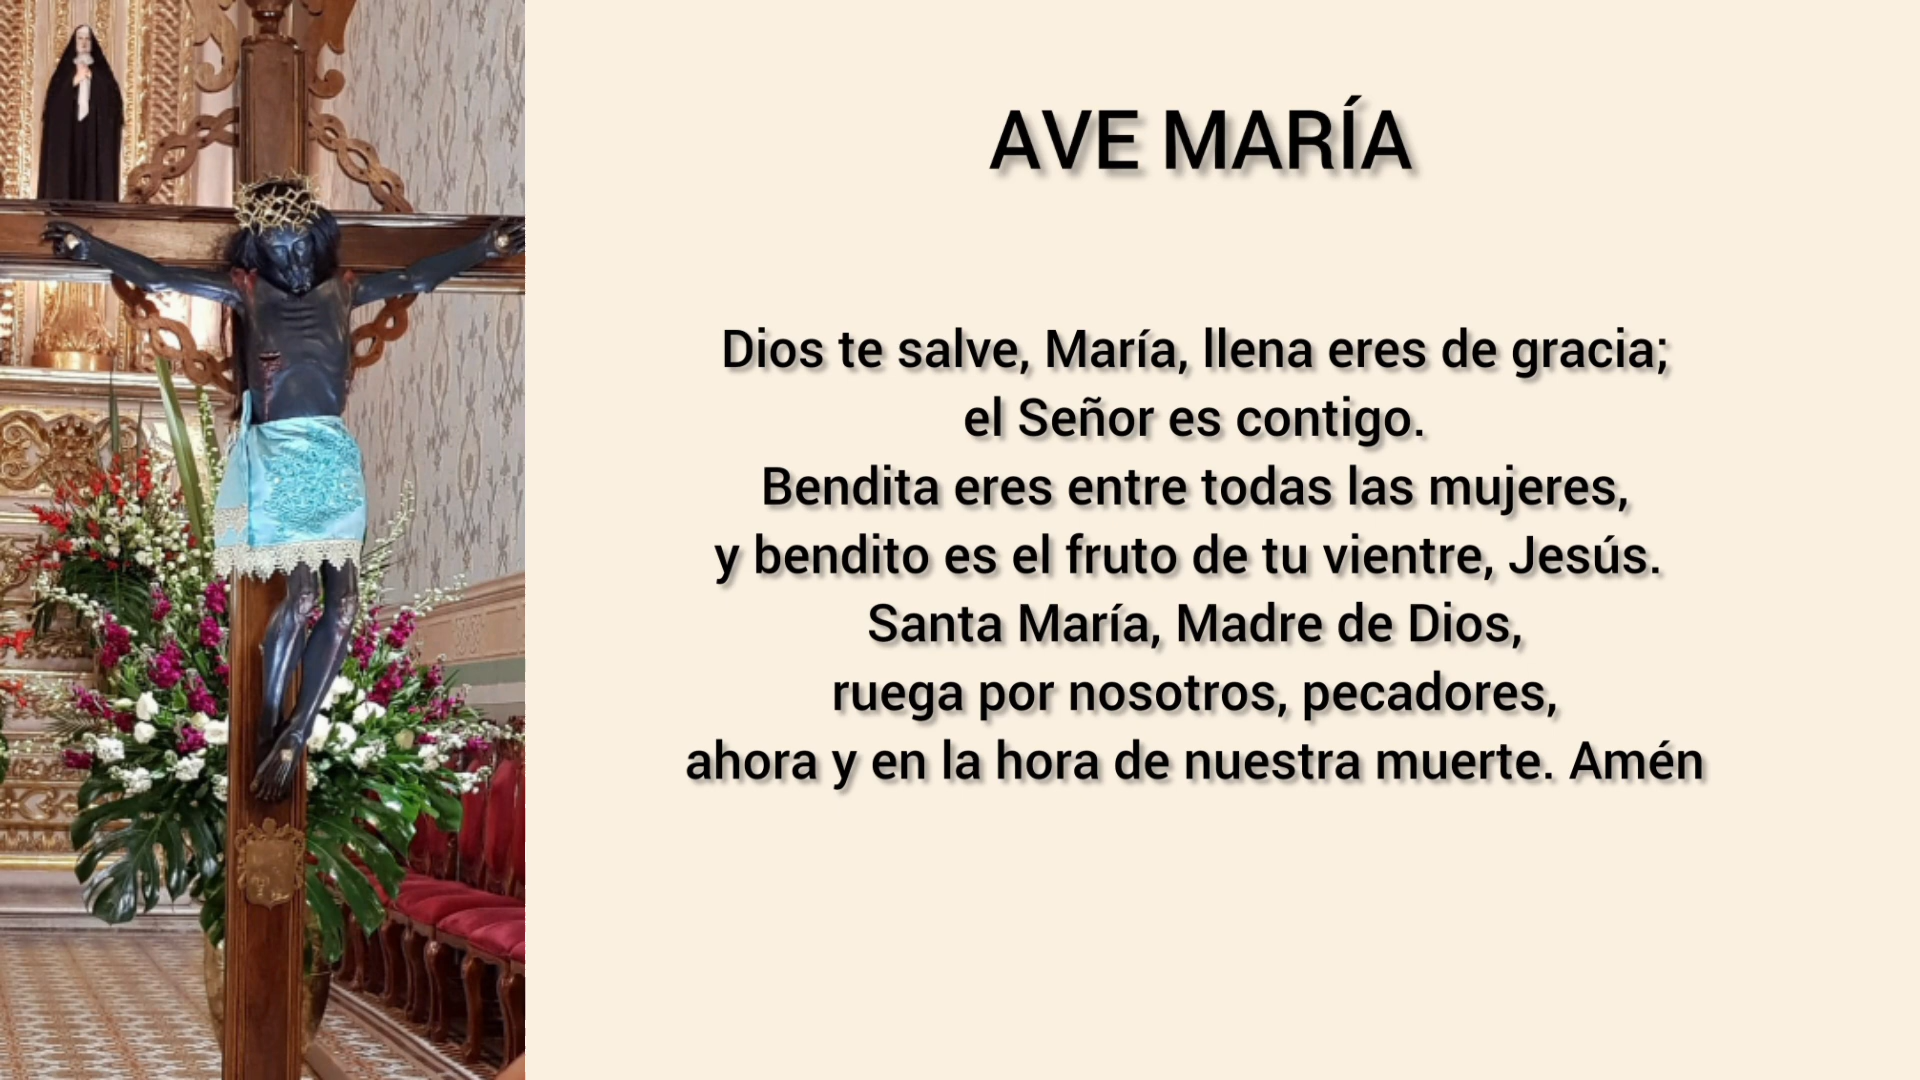 AVE MARÍA
Dios te salve, María, llena eres de gracia;
el Señor es contigo.
Bendita eres entre todas las mujeres,
y bendito es el fruto de tu vientre, Jesús.
Santa María, Madre de Dios,
ruega por nosotros, pecadores,
ahora y en la hora de nuestra muerte. Amén